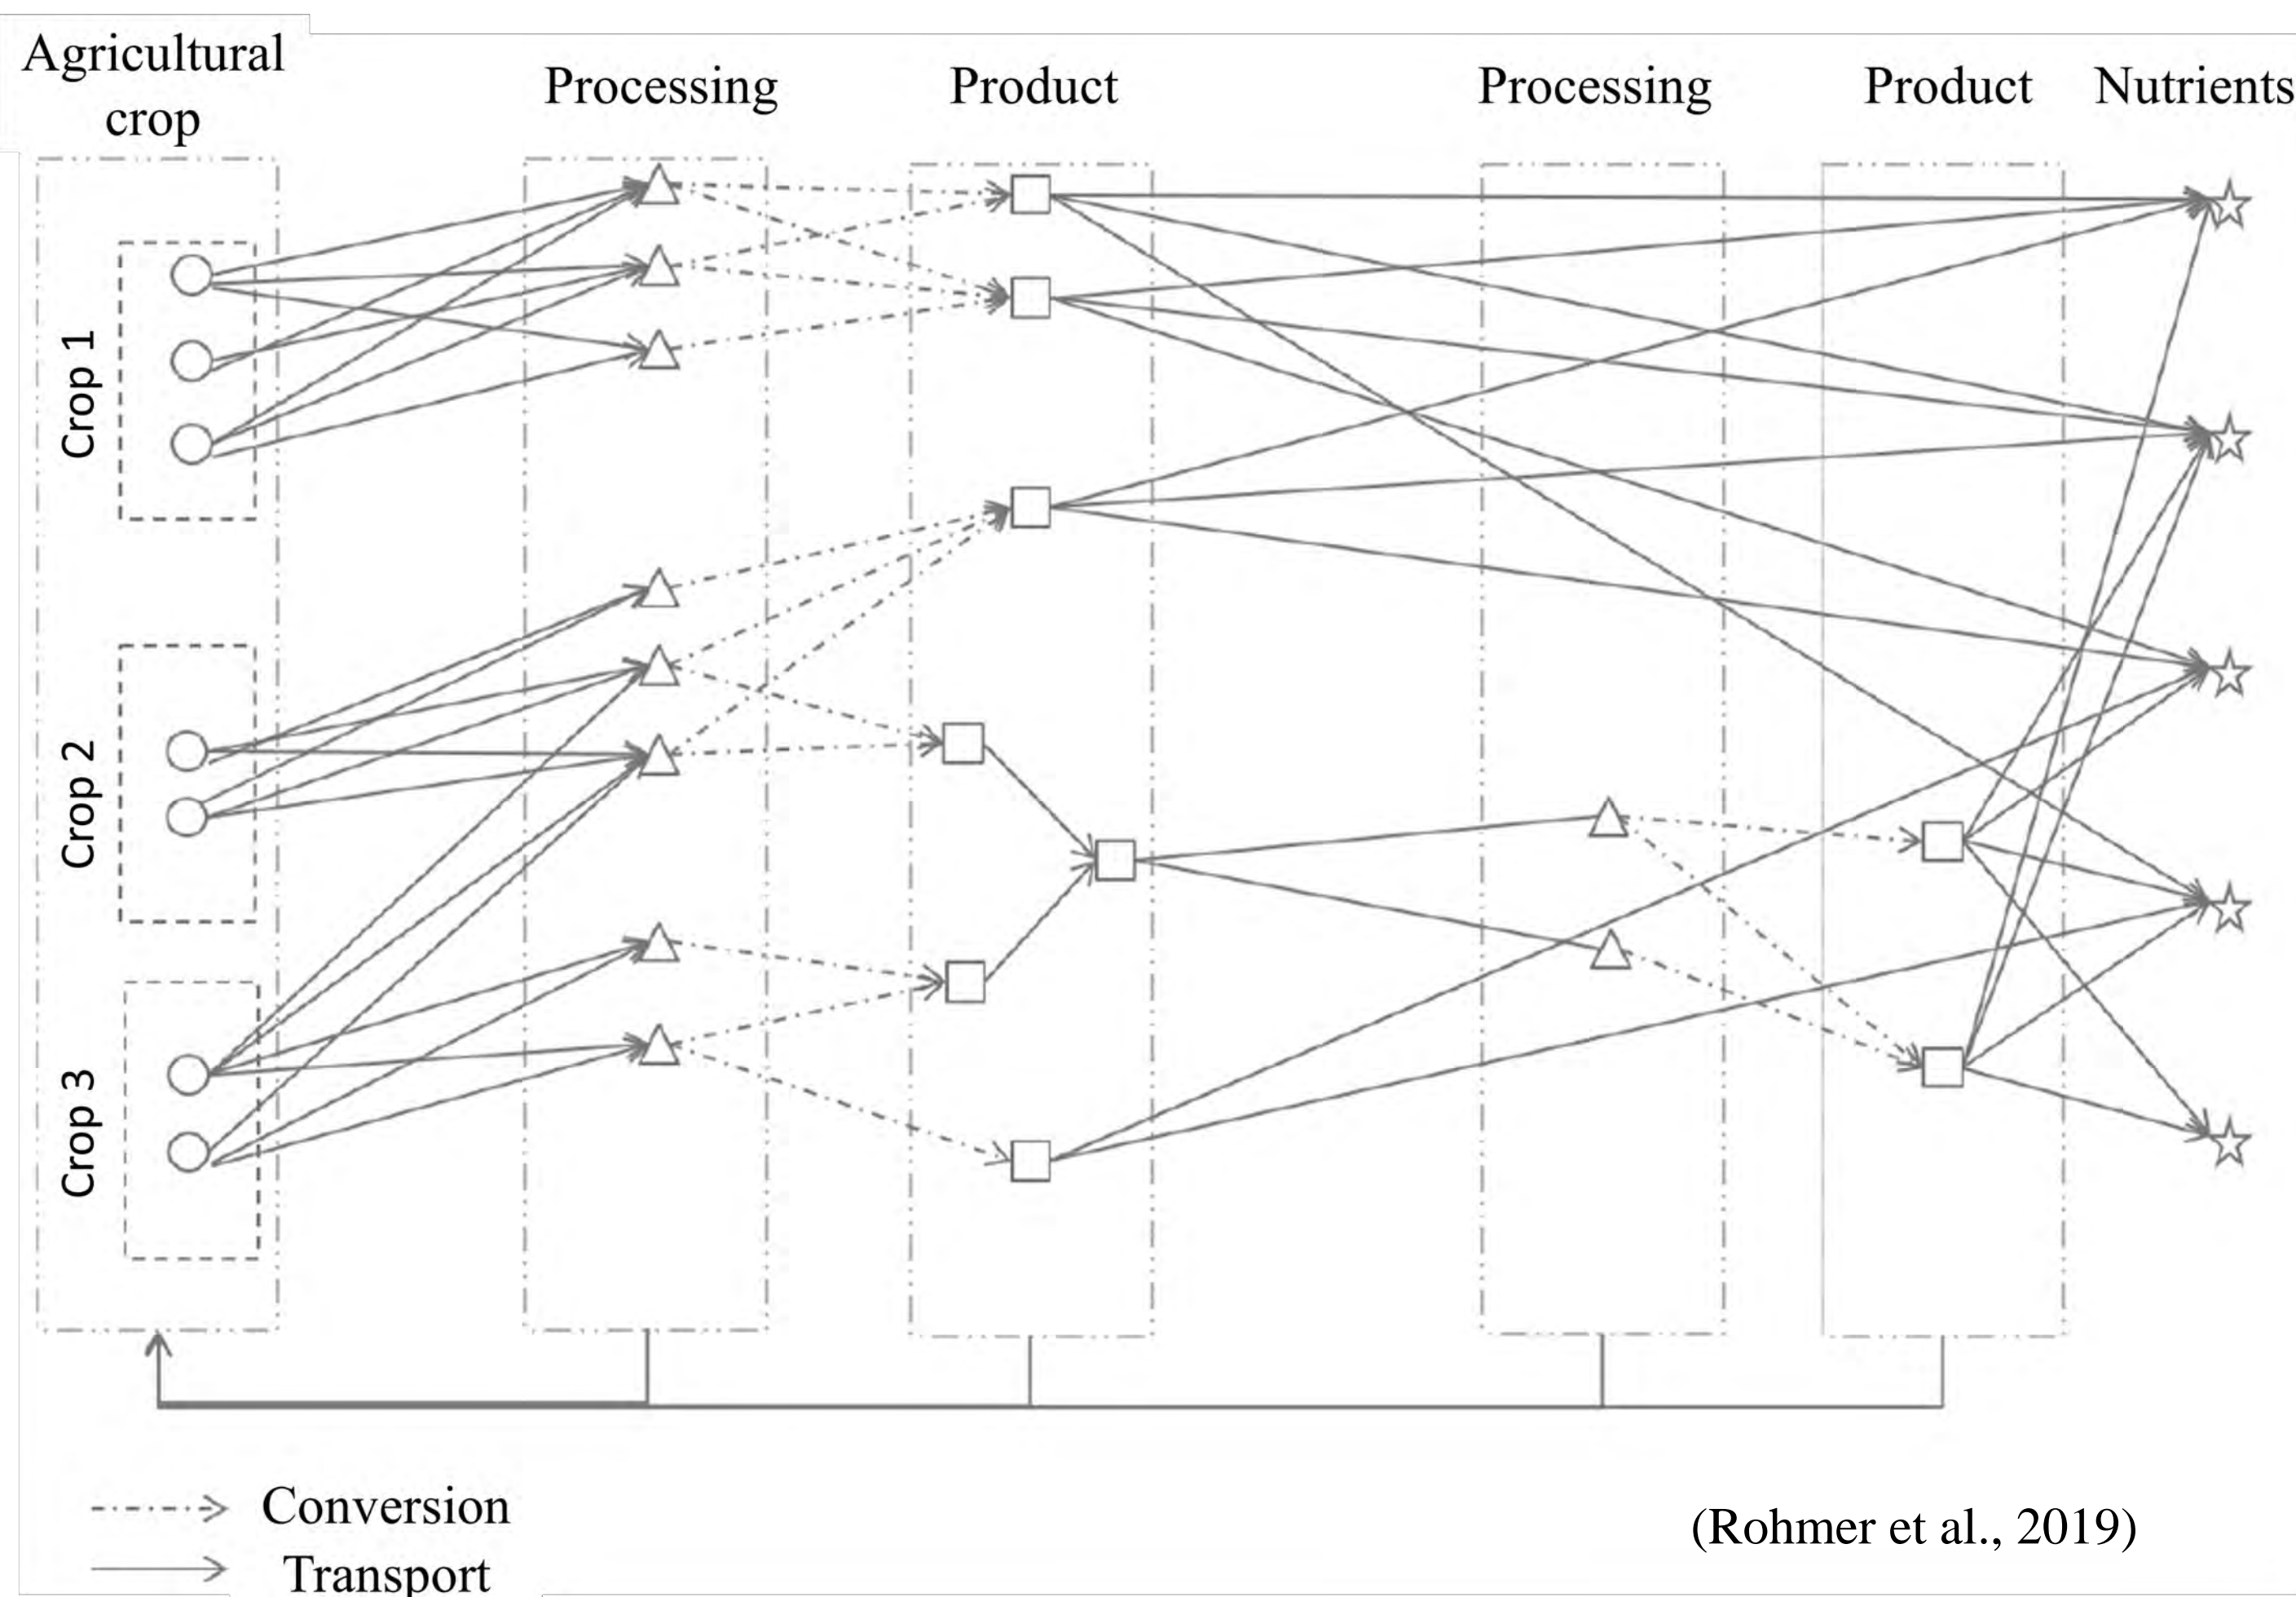 Agricultural
crop
Processing
Product
Processing
Product
Nutrients
Crop 1
Crop 2
Crop 3
Conversion
Transport
(Rohmer et al., 2019)